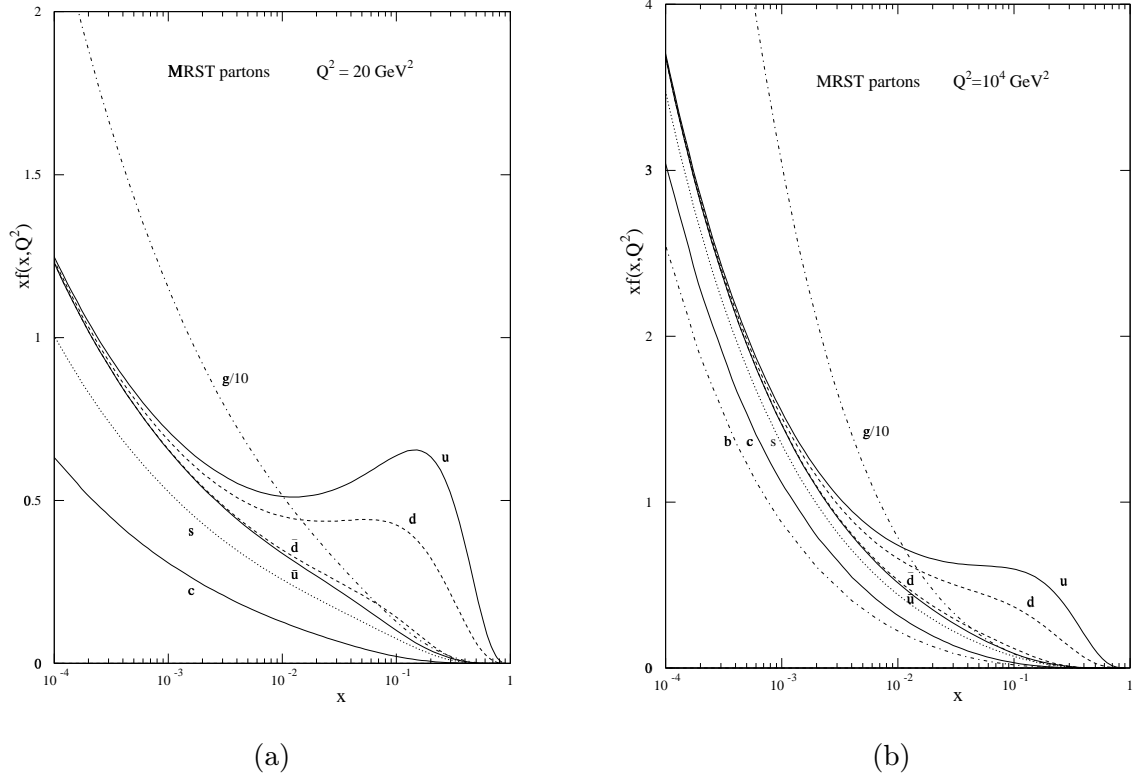 2
MRST partons Q² = 20 GeV²
1.5
xf(x,Q²)
1
g/10
u
0.5
d
s
d̄
ū
c
0
10⁻⁴ 10⁻³ 10⁻² 10⁻¹ 1
x
(a)
4
MRST partons Q²=10⁴ GeV²
3
xf(x,Q²)
2
b c s g/10
1
d̄
u
ū
d
0
10⁻⁴ 10⁻³ 10⁻² 10⁻¹ 1
x
(b)